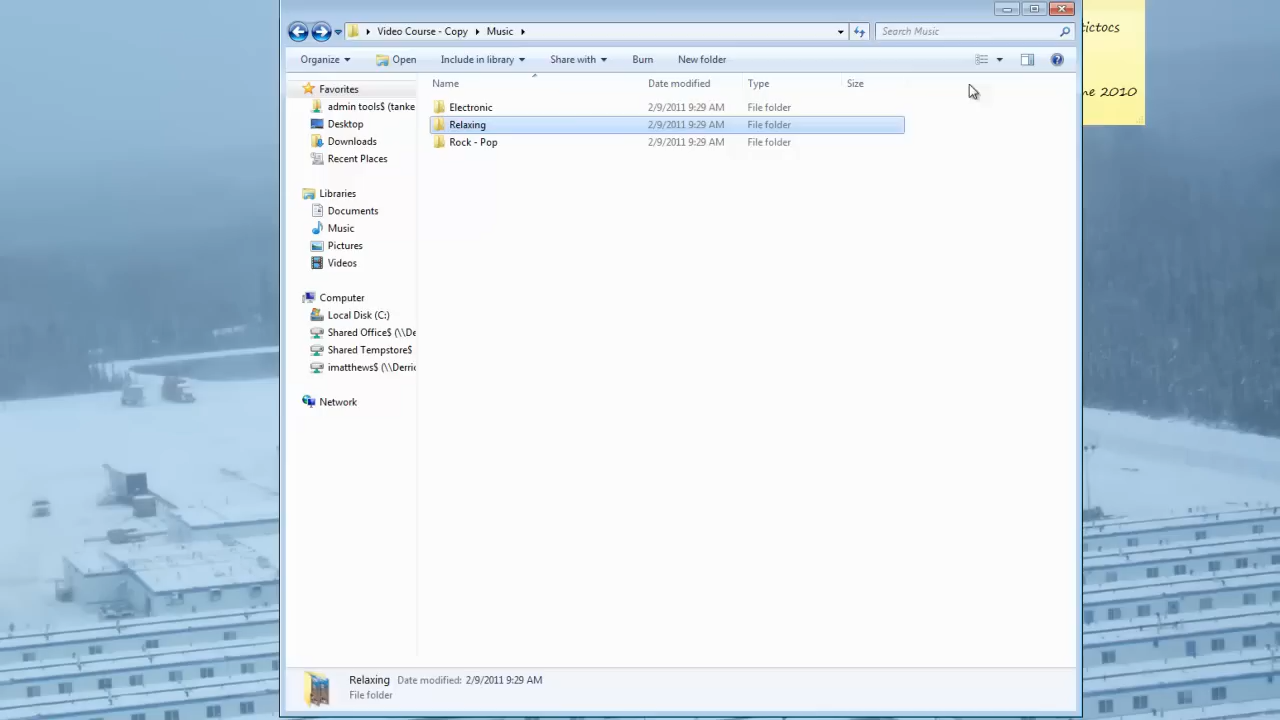 Video Course - Copy Music
Search Music
tictocs
Organize Open Include in library Share with Burn New folder
Name Date modified Type Size
2010
Favorites
admin tools$ (tanke
Desktop
Downloads
Recent Places
Libraries
Documents
Music
Pictures
Videos
Computer
Local Disk (C:)
Shared Office$ (\\De
Shared Tempstore$
imatthews$ (\\Derric
Network
Electronic 2/9/2011 9:29 AM File folder
Relaxing 2/9/2011 9:29 AM File folder
Rock - Pop 2/9/2011 9:29 AM File folder
Relaxing Date modified: 2/9/2011 9:29 AM
File folder